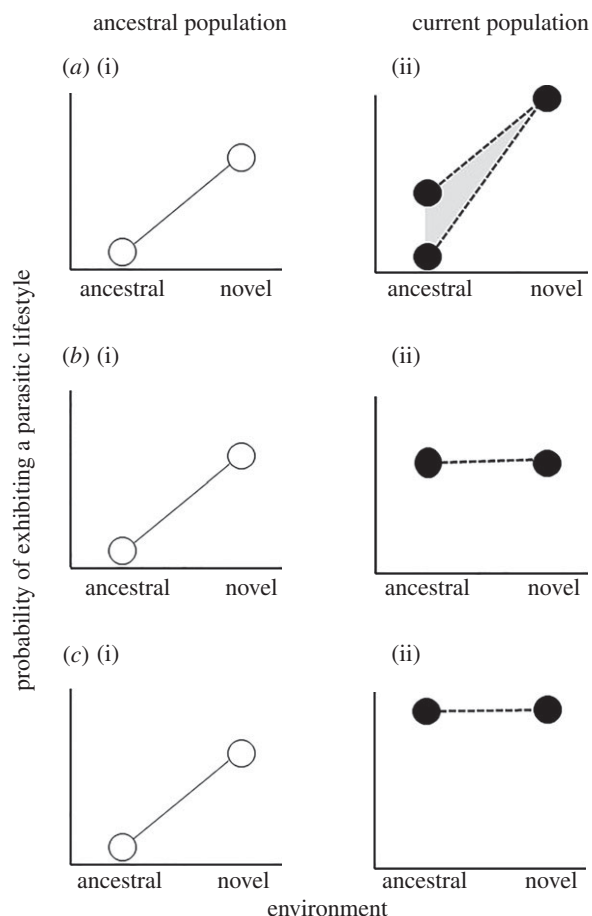 ancestral population current population
(a) (i) (ii)
ancestral novel ancestral novel
(b) (i) (ii)
ancestral novel ancestral novel
(c) (i) (ii)
ancestral novel ancestral novel
probability of exhibiting a parasitic lifestyle
environment